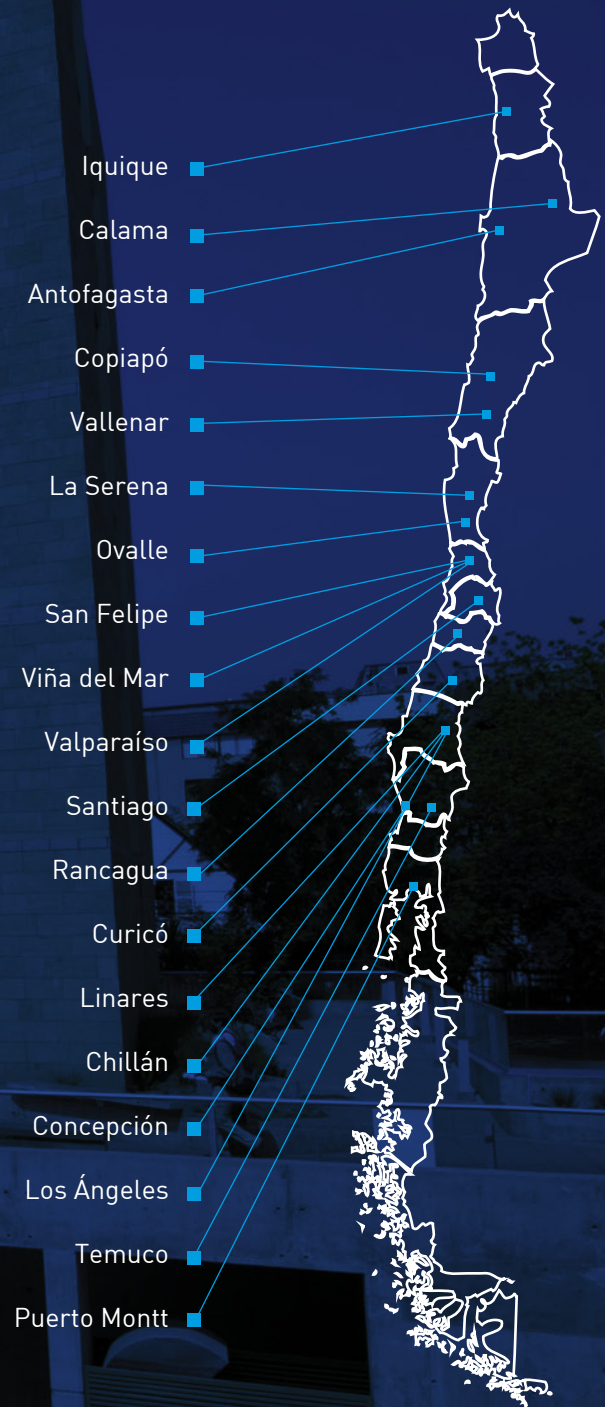 Iquique
Calama
Antofagasta
Copiapó
Vallenar
La Serena
Ovalle
San Felipe
Viña del Mar
Valparaíso
Santiago
Rancagua
Curicó
Linares
Chillán
Concepción
Los Ángeles
Temuco
Puerto Montt